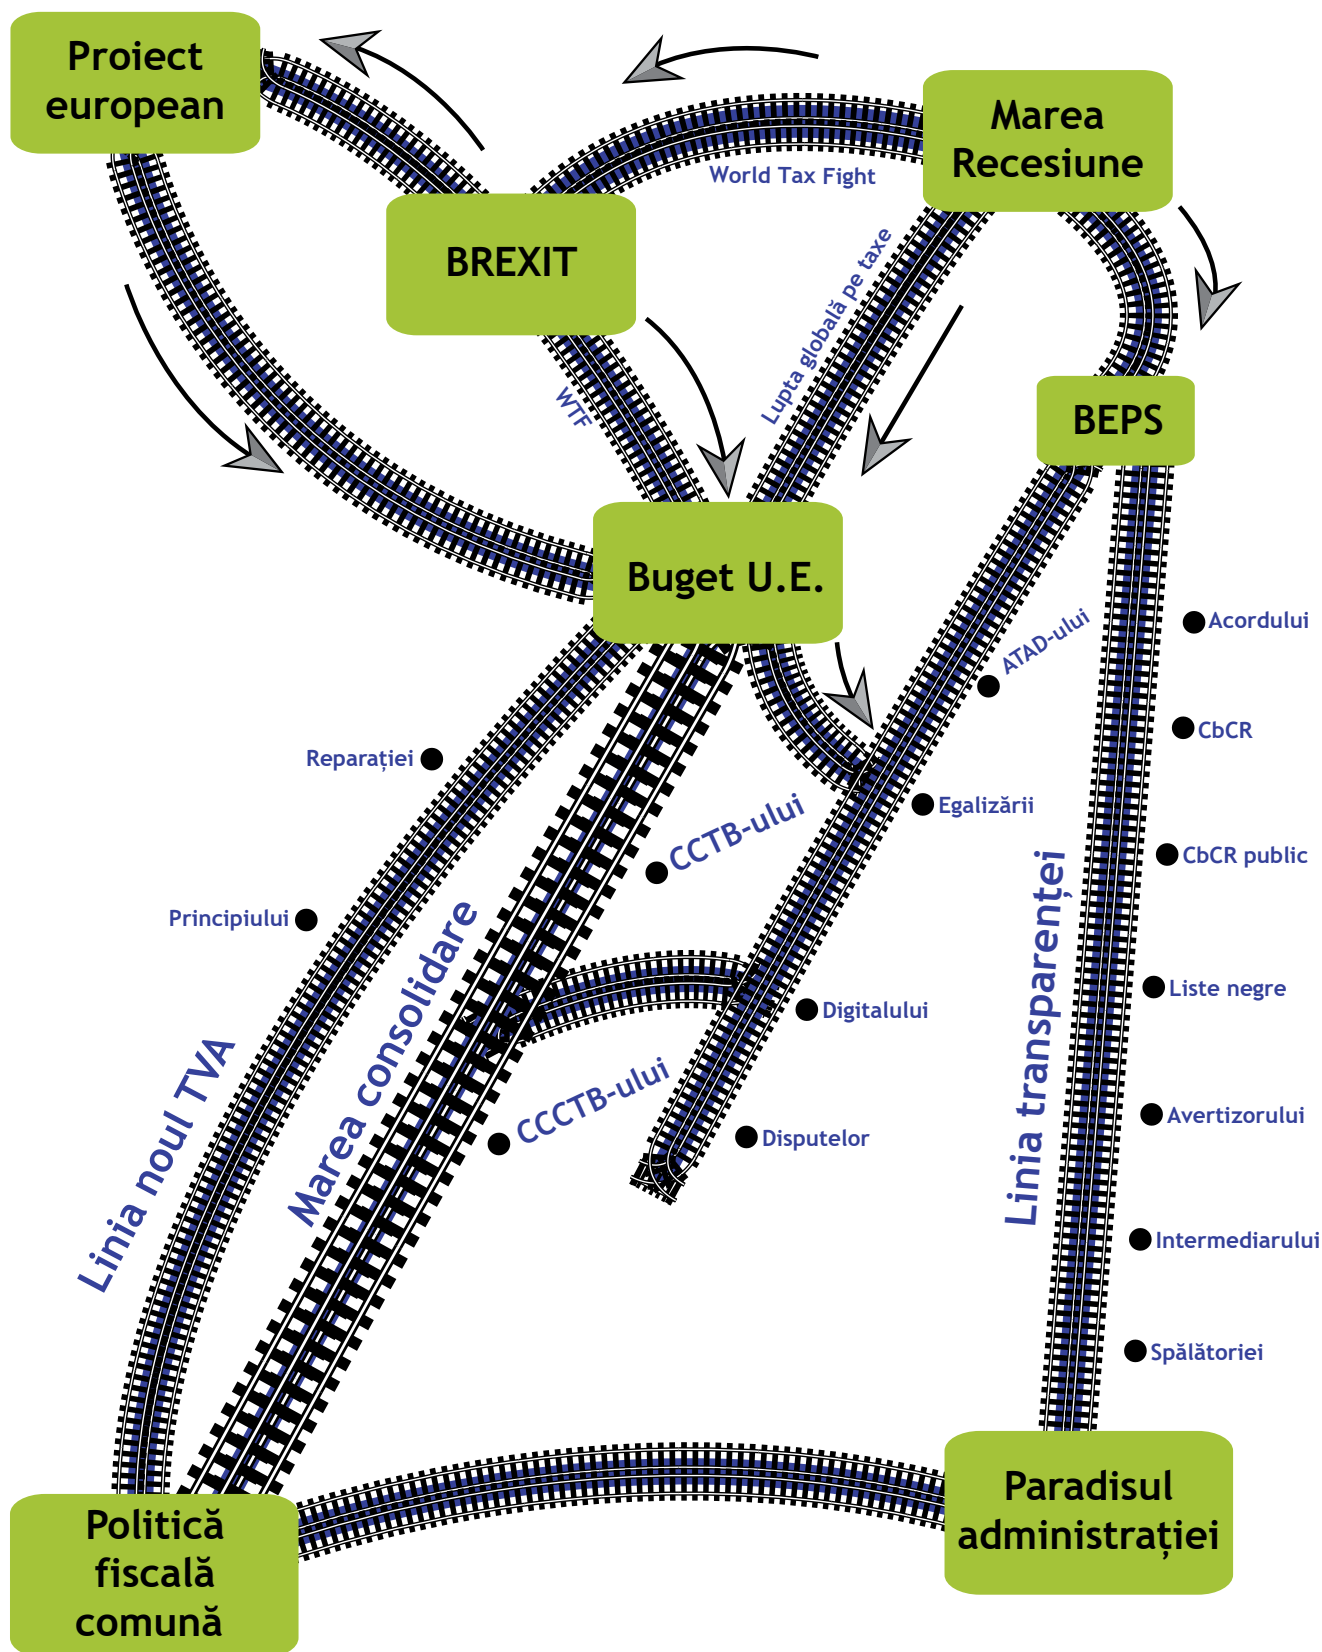 Proiect
european
Marea
Recesiune
World Tax Fight
BREXIT
Lupta globală pe taxe
WTF
BEPS
Buget U.E.
Acordului
ATAD-ului
CbCR
Reparației
Egalizării
CCTB-ului
CbCR public
Principiului
Liste negre
Digitalului
Marea consolidare
Linia transparenței
Linia noul TVA
CCCTB-ului
Avertizorului
Disputelor
Intermediarului
Spălătoriei
Paradisul
administrației
Politică
fiscală
comună